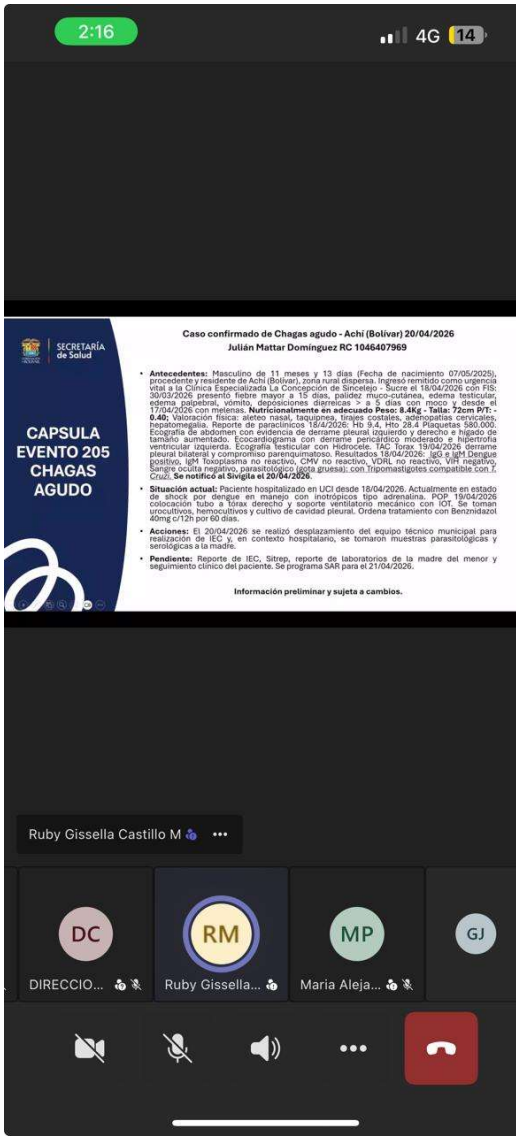 2:16
4G 14
SECRETARÍA
de Salud
CAPSULA
EVENTO 205
CHAGAS
AGUDO
Caso confirmado de Chagas agudo - Achí (Bolívar) 20/04/2026
Julián Mattar Domínguez RC 1046407969
• Antecedentes: Masculino de 11 meses y 13 días (Fecha de nacimiento 07/05/2025),
procedente y residente de Achí (Bolívar), zona rural dispersa. Ingresó remitido como urgencia
vital a la Clínica Especializada La Concepción de Sincelejo - Sucre el 18/04/2026 con FIS:
30/03/2026 presentó fiebre mayor a 15 días, palidez muco-cutánea, edema testicular,
edema palpebral, vómito, deposiciones diarreicas > a 5 días con moco y desde el
17/04/2026 con melenas. Nutricionalmente en adecuado Peso: 8.4Kg - Talla: 72cm P/T: -
0.40; Valoración física: aleteo nasal, taquipnea, tirajes costales, adenopatías cervicales,
hepatomegalia. Reporte de paraclínicos 18/4/2026: Hb 9,4, Hto 28.4 Plaquetas 580.000.
Ecografía de abdomen con evidencia de derrame pleural izquierdo y derecho e hígado de
tamaño aumentado. Ecocardiograma con derrame pericárdico moderado e hipertrofia
ventricular izquierda. Ecografía testicular con Hidrocele. TAC Torax 19/04/2026 derrame
pleural bilateral y compromiso parenquimatoso. Resultados 18/04/2026: IgG e IgM Dengue
positivo, IgM Toxoplasma no reactivo, CMV no reactivo, VDRL no reactivo, VIH negativo,
Sangre oculta negativo, parasitológico (gota gruesa): con Tripomastigotes compatible con T.
Cruzi. Se notificó al Sivigila el 20/04/2026.
• Situación actual: Paciente hospitalizado en UCI desde 18/04/2026. Actualmente en estado
de shock por dengue en manejo con inotrópicos tipo adrenalina. POP 19/04/2026
colocación tubo a tórax derecho y soporte ventilatorio mecánico con IOT. Se toman
urocultivos, hemocultivos y cultivo de cavidad pleural. Ordena tratamiento con Benznidazol
40mg c/12h por 60 días.
• Acciones: El 20/04/2026 se realizó desplazamiento del equipo técnico municipal para
realización de IEC y, en contexto hospitalario, se tomaron muestras parasitológicas y
serológicas a la madre.
• Pendiente: Reporte de IEC, Sitrep, reporte de laboratorios de la madre del menor y
seguimiento clínico del paciente. Se programa SAR para el 21/04/2026.
Información preliminar y sujeta a cambios.
Ruby Gissella Castillo M
DC
RM
MP
GJ
DIRECCIO...
Ruby Gissella...
Maria Aleja...